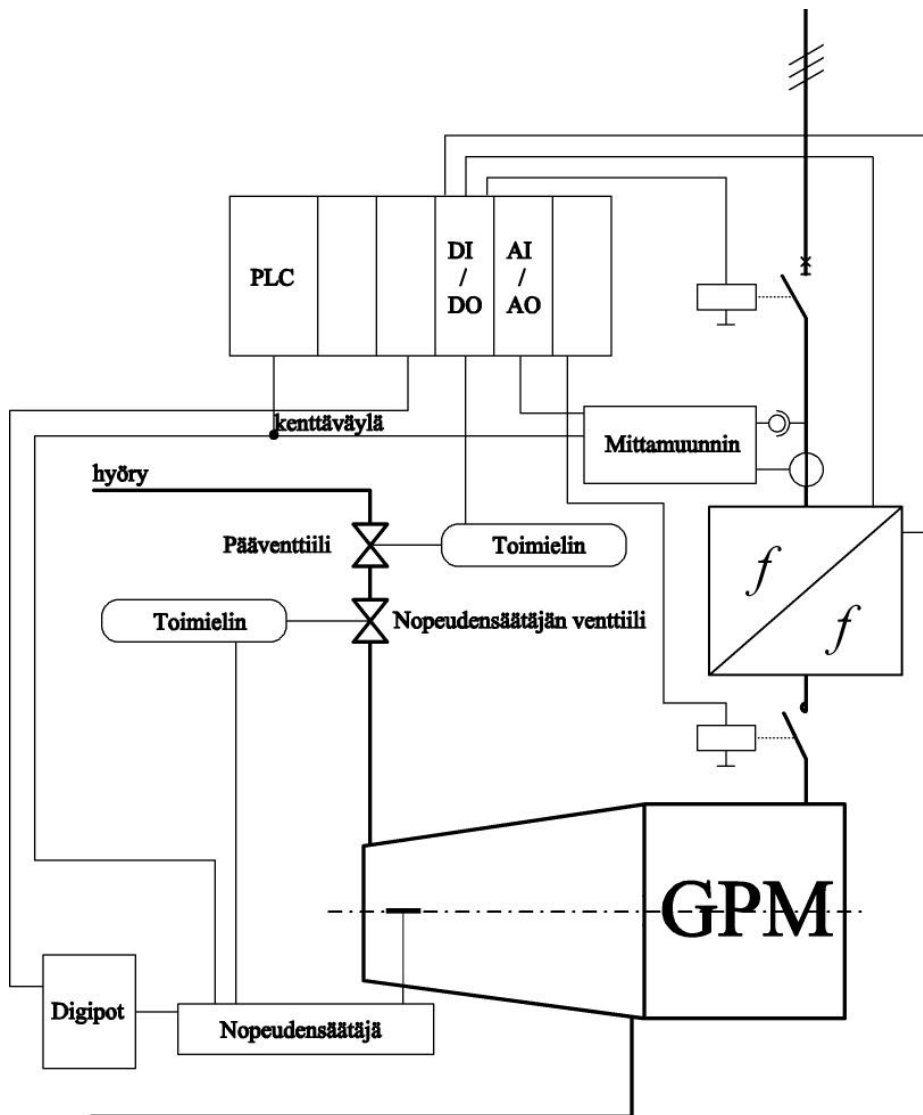 PLC
DI
/
DO
AI
/
AO
kenttäväylä
Mittamuunnin
hyöry
Pääventtiili
Toimielin
Toimielin
Nopeudensäätäjän venttiili
f
f
GPM
Digipot
Nopeudensäätäjä